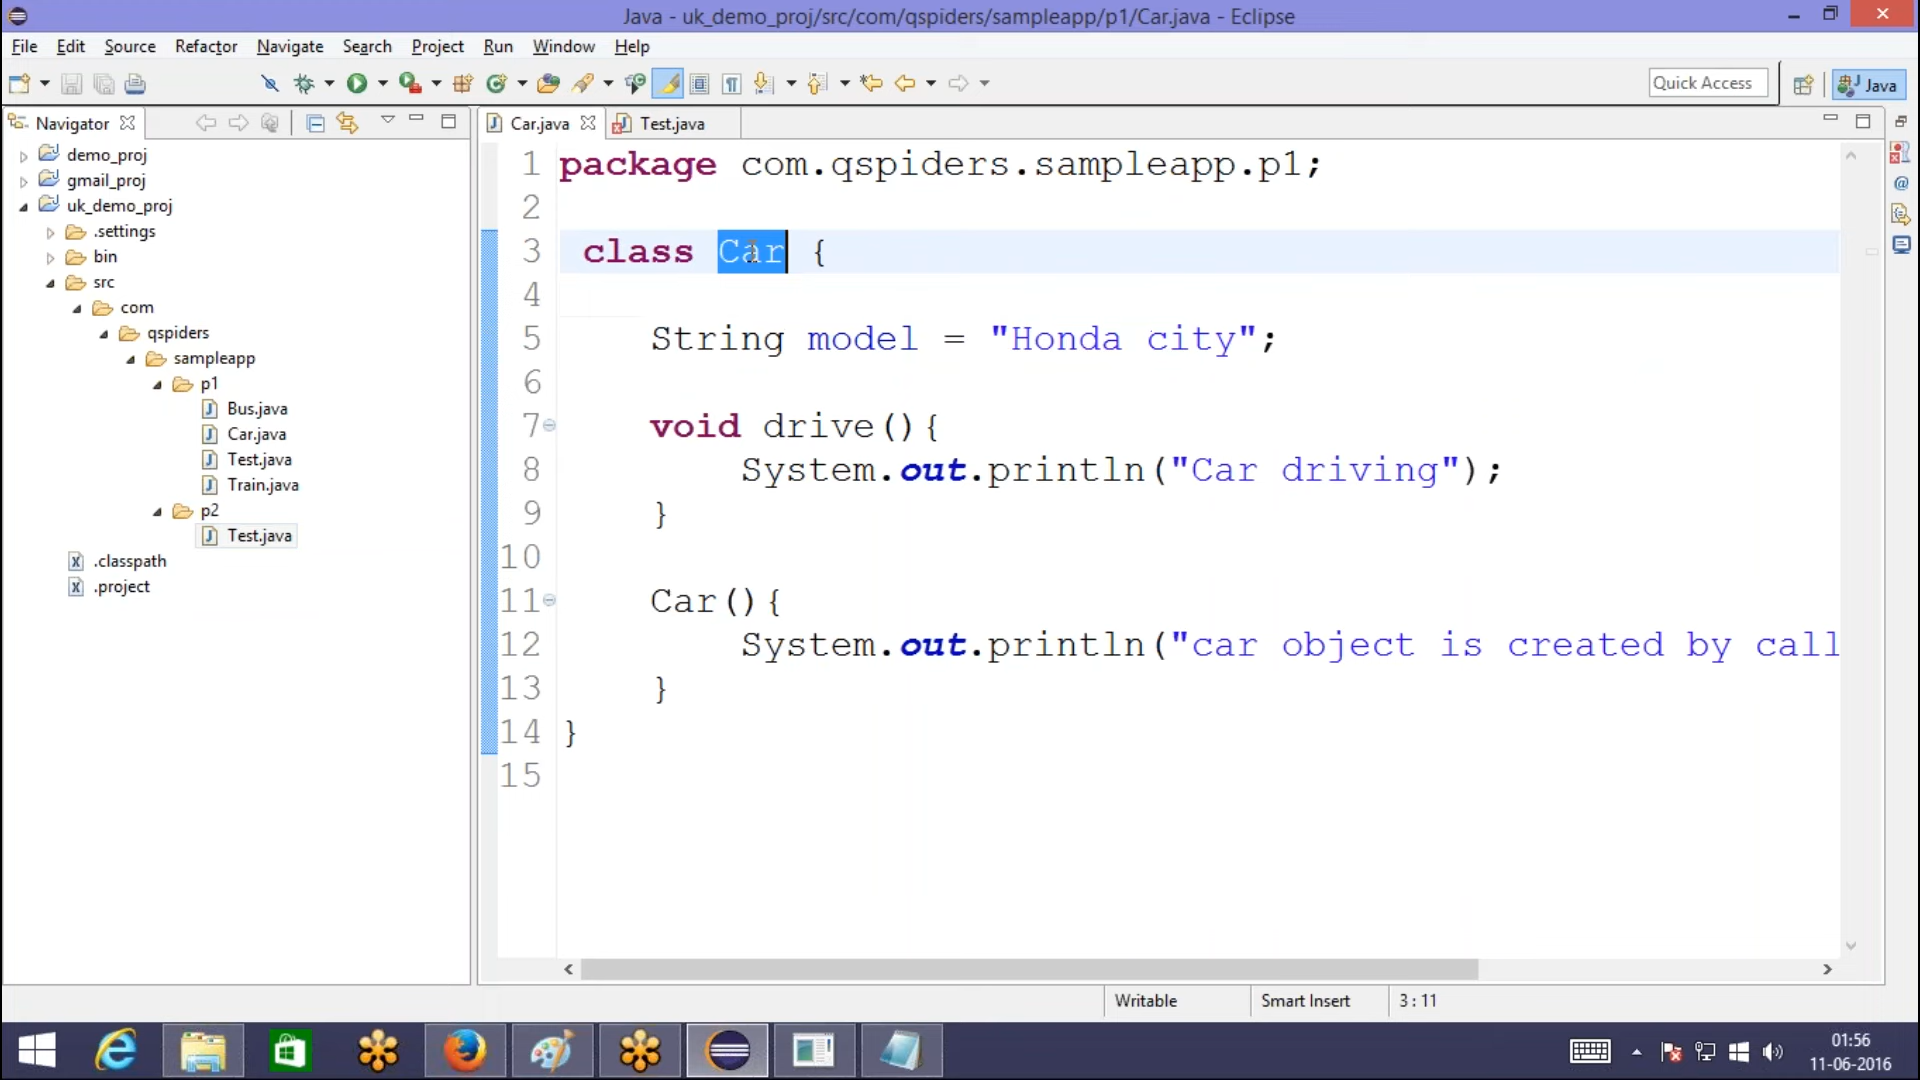 Java - uk_demo_proj/src/com/qspiders/sampleapp/p1/Car.java - Eclipse
File Edit Source Refactor Navigate Search Project Run Window Help
Quick Access
Java
Navigator
demo_proj
gmail_proj
uk_demo_proj
.settings
bin
src
com
qspiders
sampleapp
p1
Bus.java
Car.java
Test.java
Train.java
p2
Test.java
.classpath
.project
Car.java Test.java
1 package com.qspiders.sampleapp.p1;
2
3 class Car {
4
5 String model = "Honda city";
6
7 void drive(){
8 System.out.println("Car driving");
9 }
10
11 Car(){
12 System.out.println("car object is created by call
13 }
14 }
15
Writable Smart Insert 3 : 11
01:56
11-06-2016